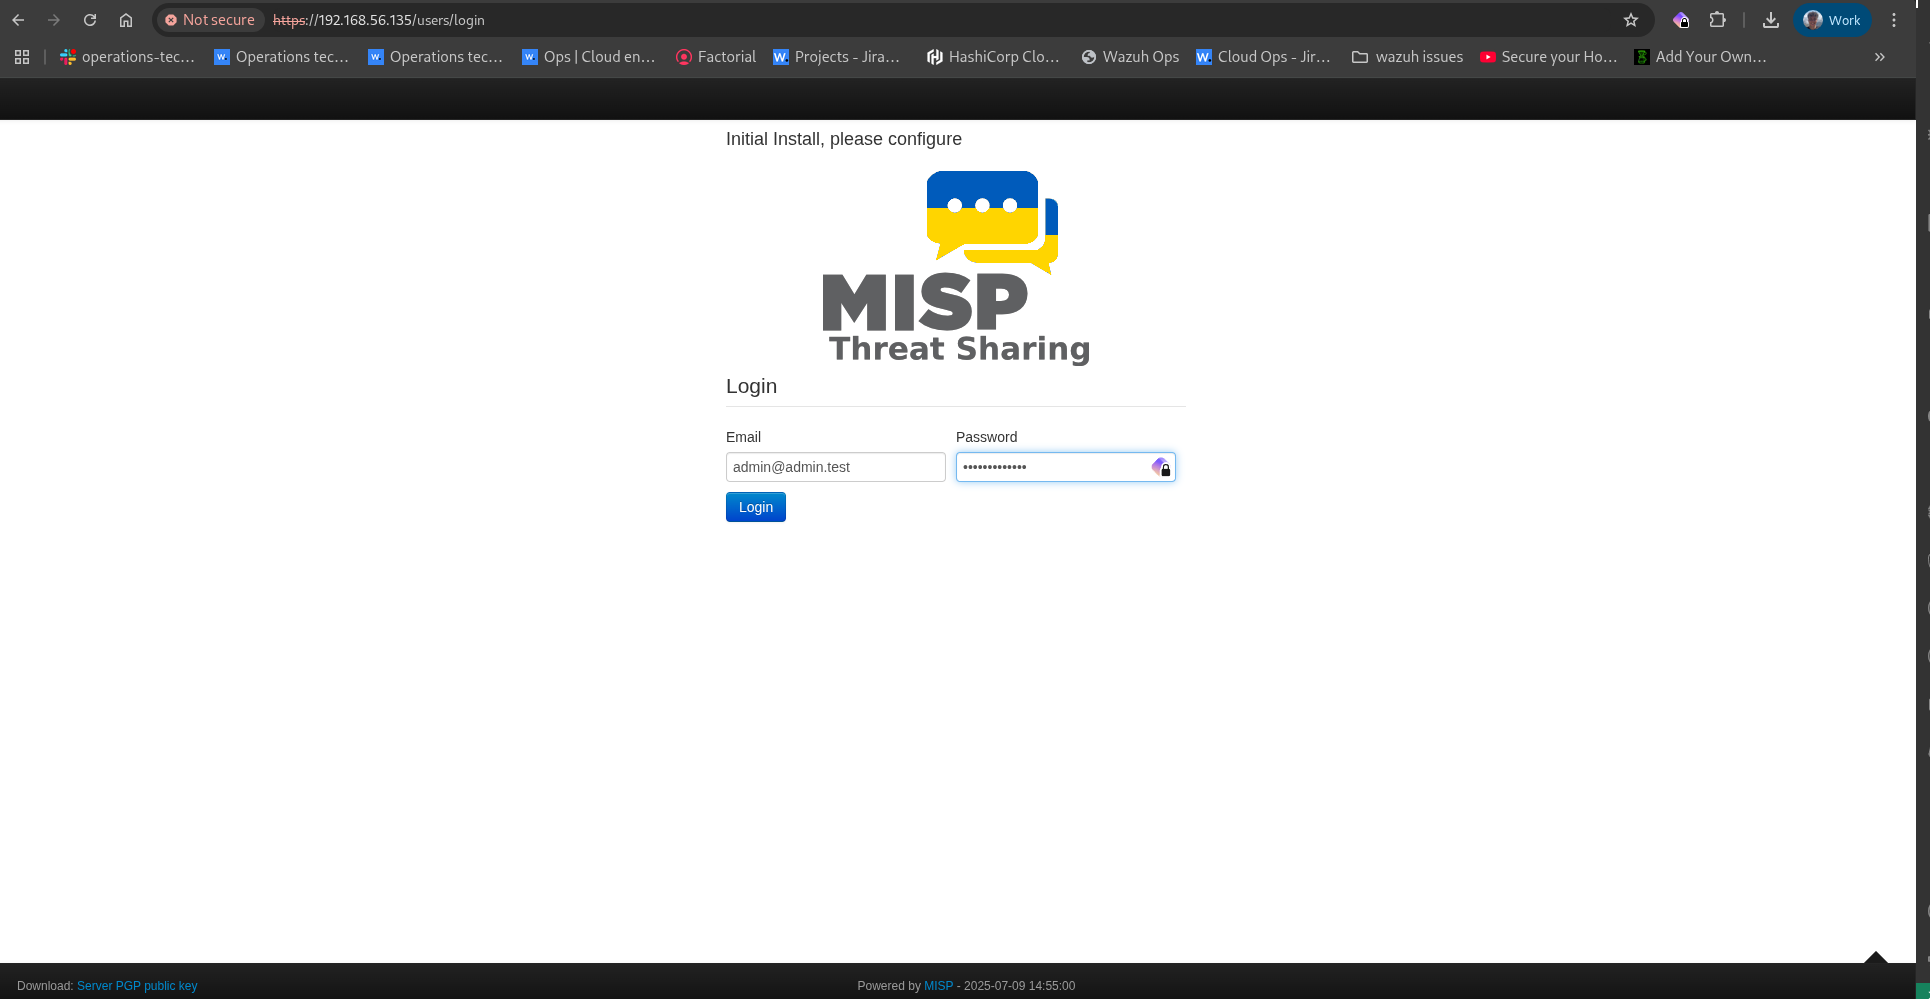 Not secure https://192.168.56.135/users/login Work
operations-tec... Operations tec... Operations tec... Ops | Cloud en... Factorial Projects - Jira... HashiCorp Clo... Wazuh Ops Cloud Ops - Jir... wazuh issues Secure your Ho... Add Your Own...
Initial Install, please configure
MISP
Threat Sharing
Login
Email Password
admin@admin.test •••••••••••••
Login
Download: Server PGP public key Powered by MISP - 2025-07-09 14:55:00